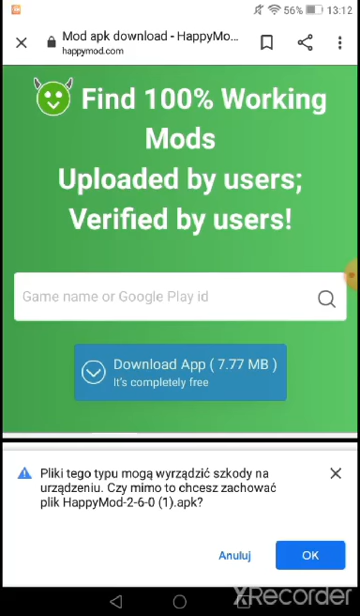 56% 13:12
Mod apk download - HappyMo...
happymod.com
Find 100% Working
Mods
Uploaded by users;
Verified by users!
Game name or Google Play id
Download App ( 7.77 MB )
It's completely free
Pliki tego typu mogą wyrządzić szkody na
urządzeniu. Czy mimo to chcesz zachować
plik HappyMod-2-6-0 (1).apk?
Anuluj OK
XRecorder